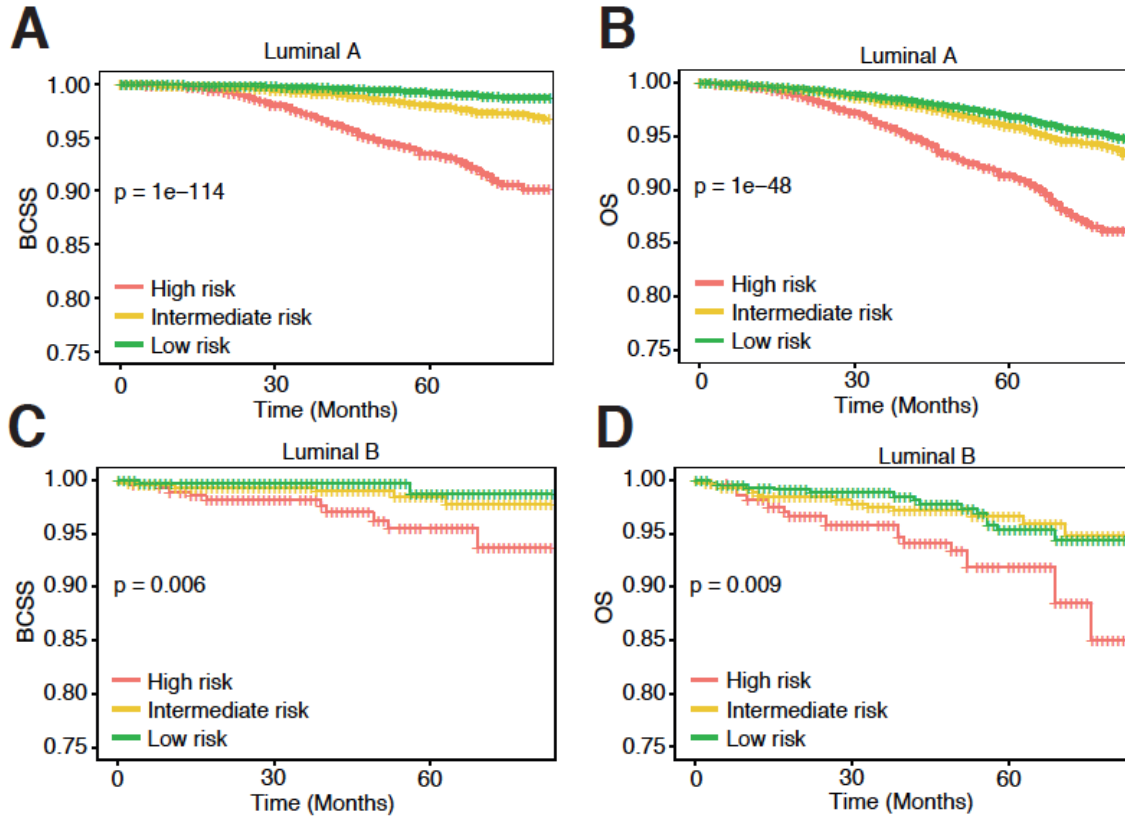 A
Luminal A
BCSS
1.00
0.95
0.90
0.85
0.80
0.75
p = 1e−114
High risk
Intermediate risk
Low risk
0 30 60
Time (Months)
B
Luminal A
OS
1.00
0.95
0.90
0.85
0.80
0.75
p = 1e−48
High risk
Intermediate risk
Low risk
0 30 60
Time (Months)
C
Luminal B
BCSS
1.00
0.95
0.90
0.85
0.80
0.75
p = 0.006
High risk
Intermediate risk
Low risk
0 30 60
Time (Months)
D
Luminal B
OS
1.00
0.95
0.90
0.85
0.80
0.75
p = 0.009
High risk
Intermediate risk
Low risk
0 30 60
Time (Months)